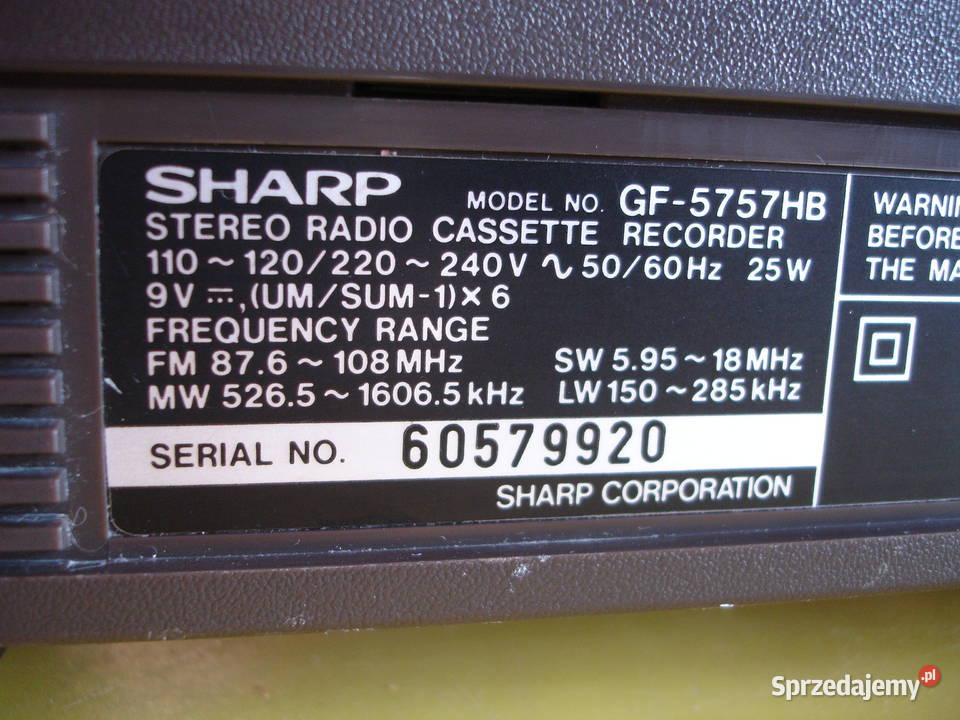 SHARP MODEL NO. GF-5757HB
STEREO RADIO CASSETTE RECORDER
110 ~ 120/220 ~ 240V ∿ 50/60Hz 25W
9V ⎓,(UM/SUM-1)×6
FREQUENCY RANGE
FM 87.6 ~ 108MHz SW 5.95 ~ 18MHz
MW 526.5 ~ 1606.5kHz LW 150 ~ 285kHz
SERIAL NO. 60579920
SHARP CORPORATION
BEFORE
THE
Sprzedajemy.pl